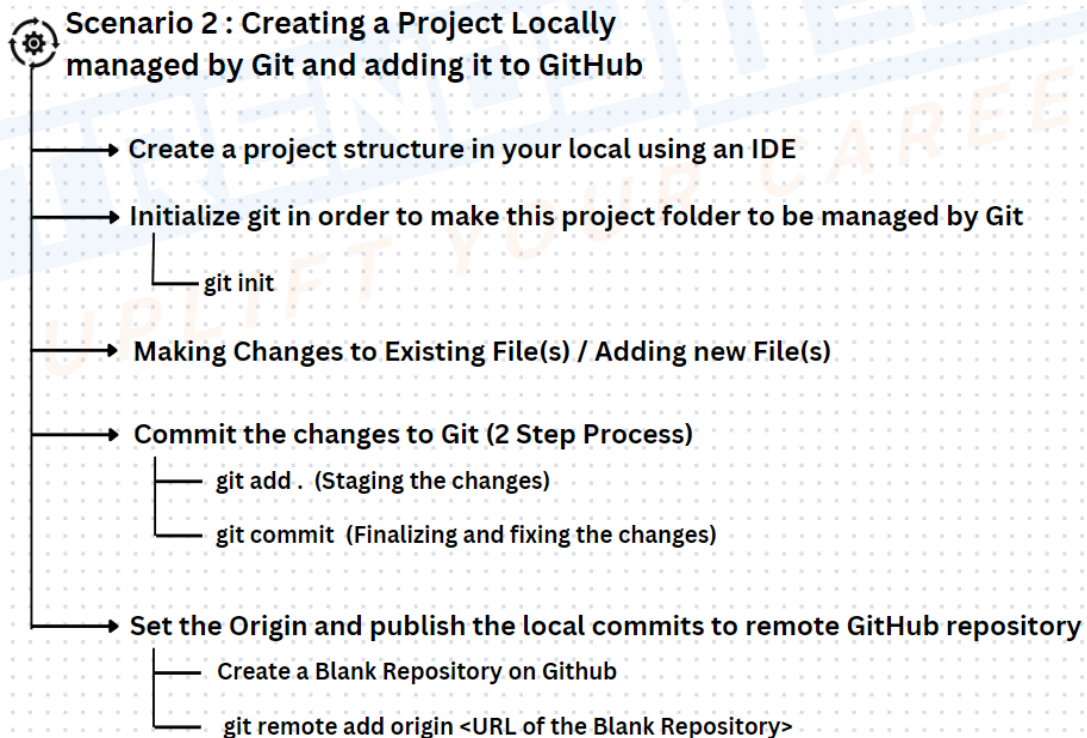 Scenario 2 : Creating a Project Locally
managed by Git and adding it to GitHub
Create a project structure in your local using an IDE
Initialize git in order to make this project folder to be managed by Git
git init
Making Changes to Existing File(s) / Adding new File(s)
Commit the changes to Git (2 Step Process)
git add . (Staging the changes)
git commit (Finalizing and fixing the changes)
Set the Origin and publish the local commits to remote GitHub repository
Create a Blank Repository on Github
git remote add origin <URL of the Blank Repository>
UPLIFT YOUR CAREE